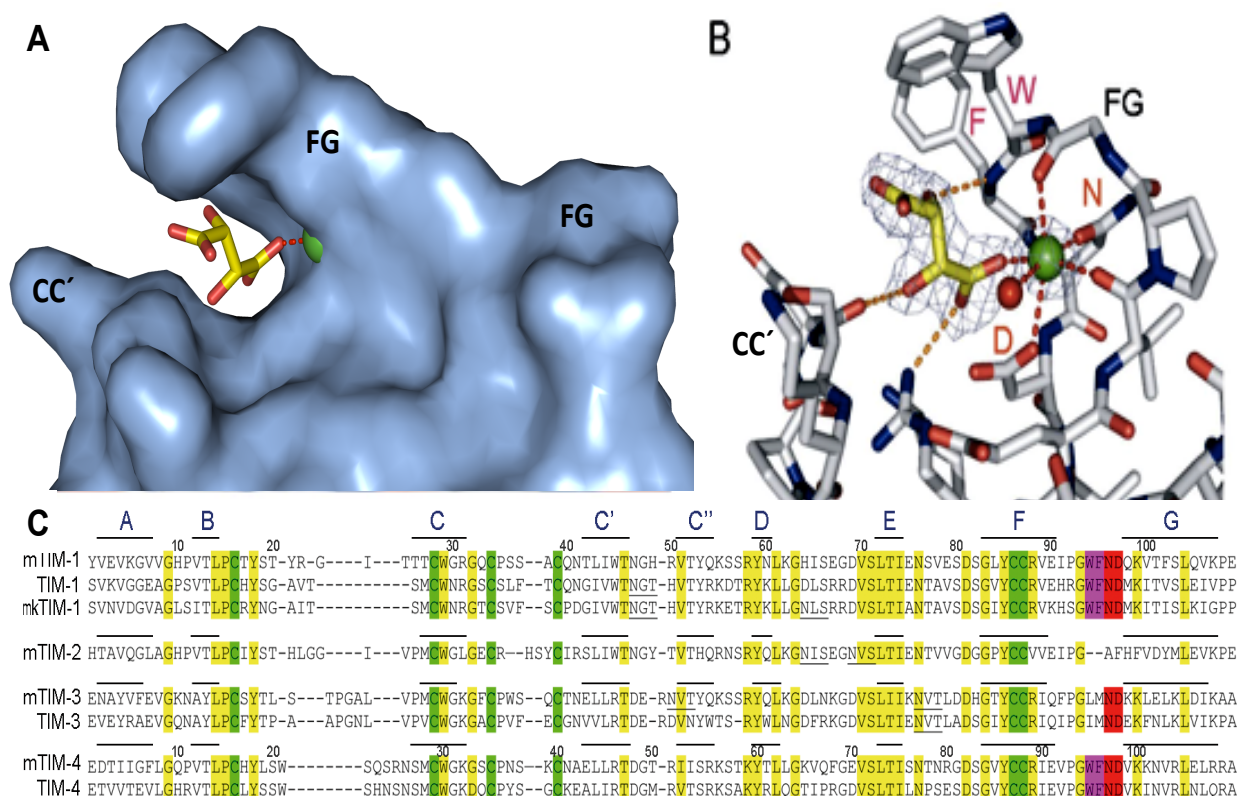 A
FG
FG
CC´
B
W
F
FG
N
D
CC´
C
A B C C' C'' D E F G
10 20 30 40 50 60 70 80 90 100
mTIM-1 YVEVKGVVGHPVTLPCTYST-YR-G---I---TTTCWGRGQCPSS--ACQNTLIWTNGH-RVTYQKSSRYNLKGHISEGDVSLTIENSVESDSGLYCCRVEIPGWFNDQKVTFSLQVKPE
TIM-1 SVKVGGEAGPSVTLPCHYSG-AVT-------SMCWNRGSCSLF--TCQNGIVWTNGT-HVTYRKDTRYKLLGDLSRRDVSLTIENTAVSDSGVYCCRVEHRGWFNDMKITVSLEIVPP
mkTIM-1 SVNVDGVAGLSITLPCRYNG-AIT-------SMCWNRGTCSVF--SCPDGIVWTNGT-HVTYRKETRYKLLGNLSRRDVSLTIANTAVSDSGIYCCRVKHSGWFNDMKITISLKIGPP
mTIM-2 HTAVQGLAGHPVTLPCIYST-HLGG---I---VPMCWGLGECR--HSYCIRSLIWTNGY-TVTHQRNSRYQLKGNISEGNVSLTIENTVVGDGGPYCCVVEIPG--AFHFVDYMLEVKPE
mTIM-3 ENAYVFEVGKNAYLPCSYTL-S--TPGAL-VPMCWGKGFCPWS--QCTNELLRTDE-RNVTYQKSSRYQLKGDLNKGDVSLIIKNVTLDDHGTYCCRIQFPGLMNDKKLELKLDIKAA
TIM-3 EVEYRAEVGQNAYLPCFYTP-A--APGNL-VPVCWGKGACPVF--ECGNVVLRTDE-RDVNYWTS-RYWLNGDFRKGDVSLTIENVTLADSGIYCCRIQIPGIMNDEKFNLKLVIKPA
10 20 30 40 50 60 70 80 90 100
mTIM-4 EDTIIGFLGQPVTLPCHYLSW------SQSRNSMCWGKGSCPNS--KCNAELLRTDGT-RIISRKSTKYTLLGKVQFGEVSLTISNTNRGDSGVYCCRIEVPGWFNDVKKNVRLELRRA
TIM-4 ETVVTEVLGHRVTLPCLYSSW------SHNSNSMCWGKDQCPYSG-CKEALIRTDGM-RVTSRKSAKYRLQGTIPRGDVSLTILNPSESDSGVYCCRIEVPGWFNDVKINVRLNLQRA